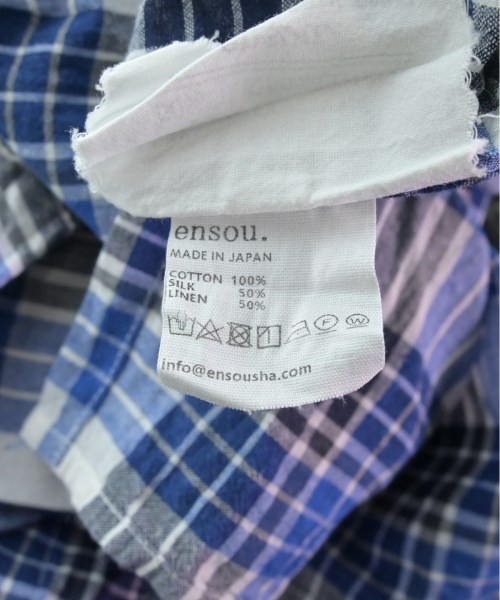 ensou.
MADE IN JAPAN
COTTON 100%
SILK 50%
LINEN 50%
F W
info@ensousha.com